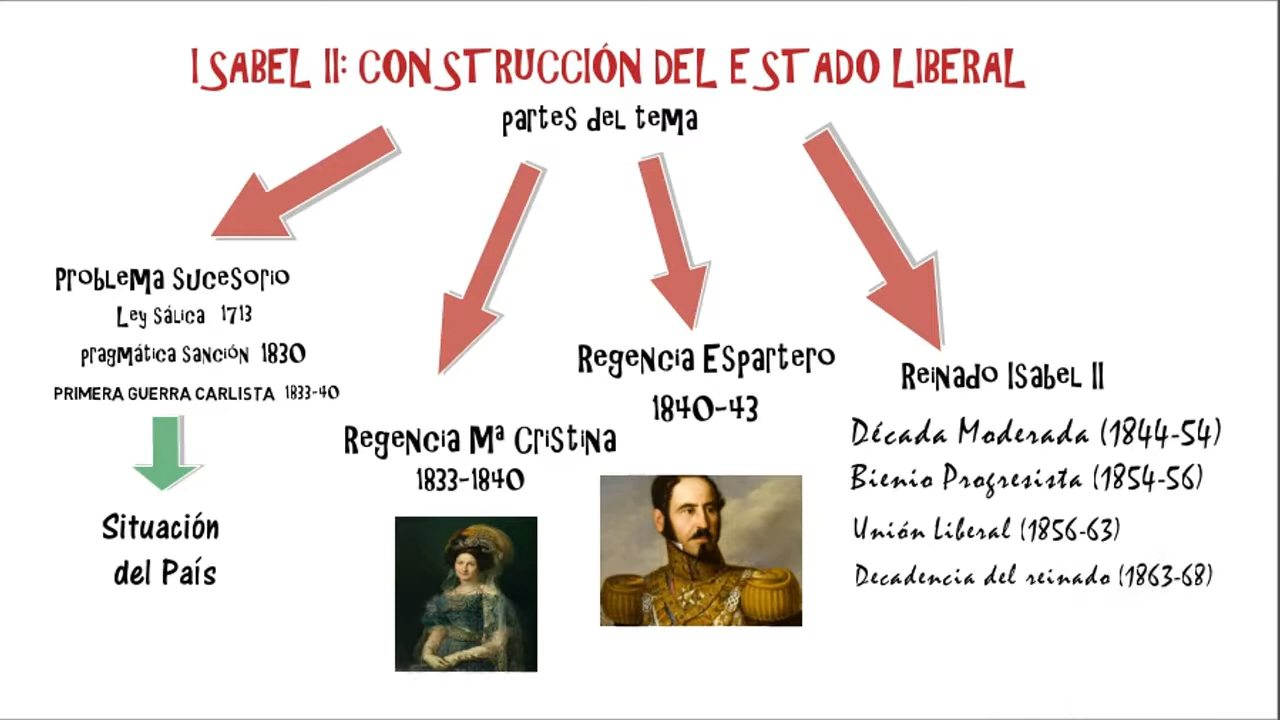 ISABEL II: CONSTRUCCIÓN DEL ESTADO LIBERAL
partes del tema
Problema Sucesorio
Ley Sálica 1713
Pragmática Sanción 1830
PRIMERA GUERRA CARLISTA 1833-40
Situación
del País
Regencia Mª Cristina
1833-1840
Regencia Espartero
1840-43
Reinado Isabel II
Década Moderada (1844-54)
Bienio Progresista (1854-56)
Unión Liberal (1856-63)
Decadencia del reinado (1863-68)